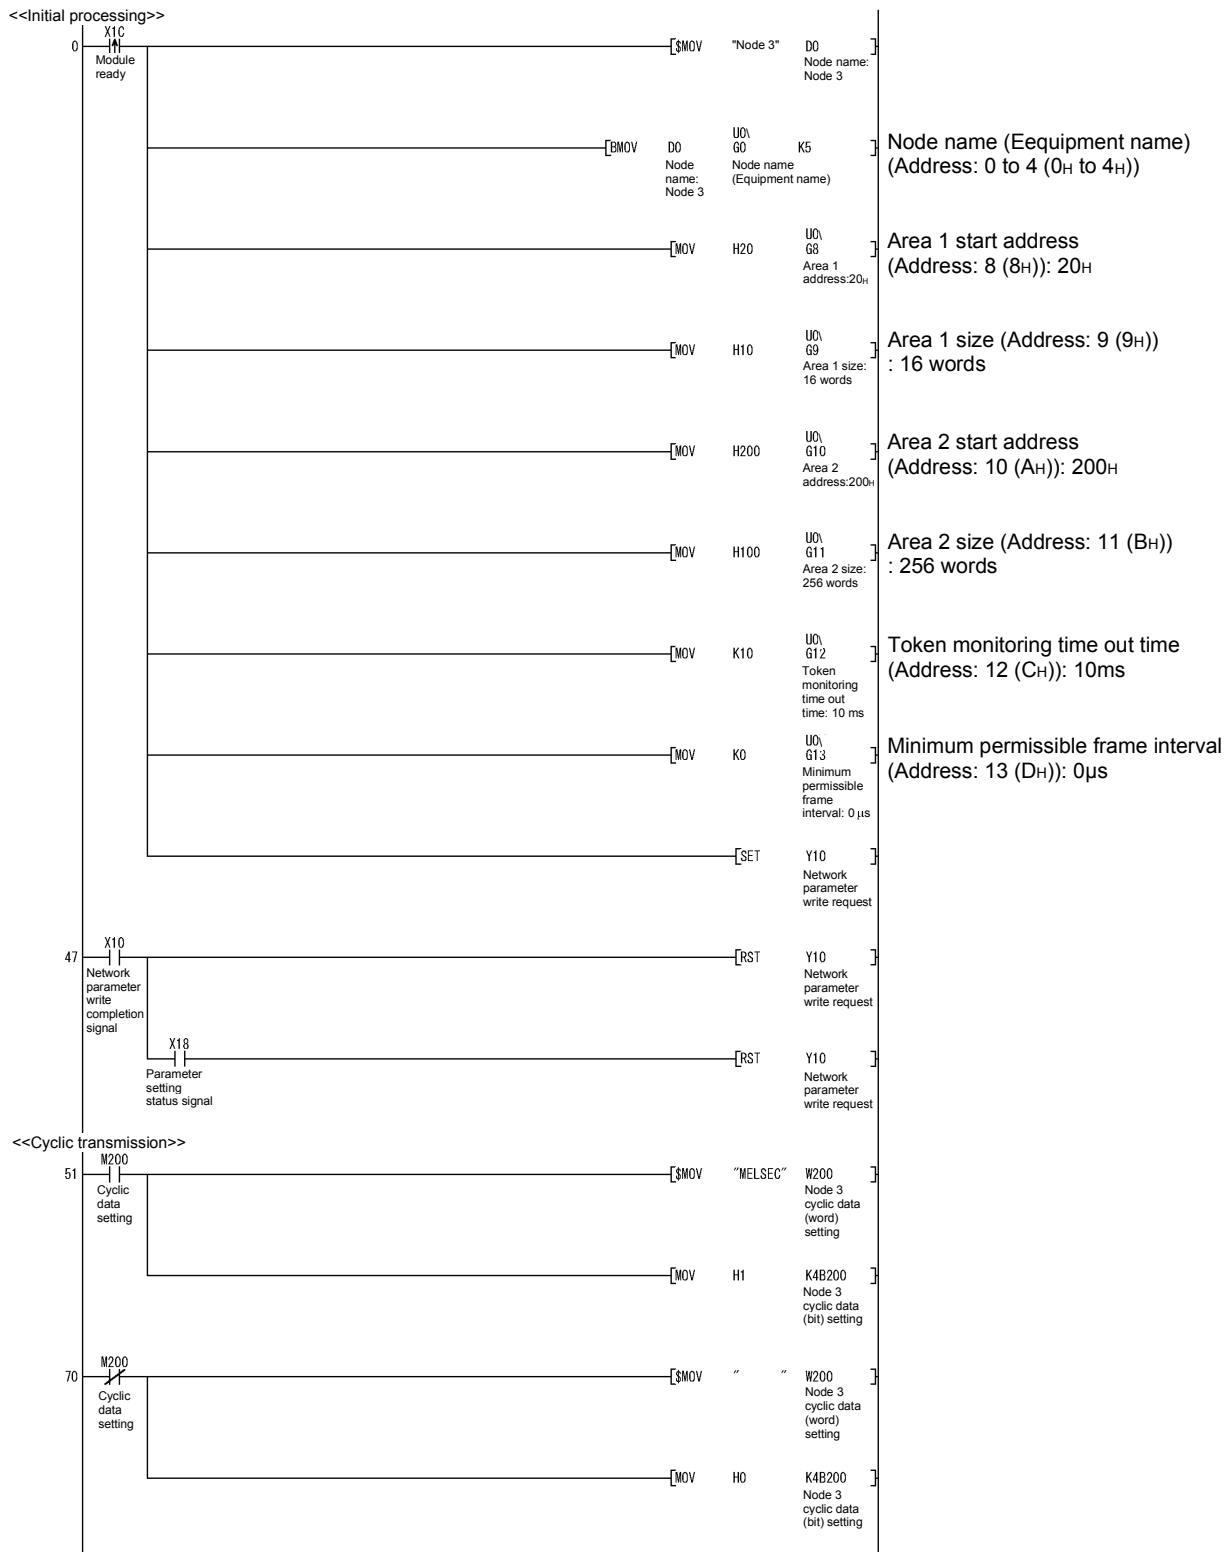 <<Initial processing>>
X1C
0
Module
ready
[$MOV "Node 3" D0 ]
Node name:
Node 3
U0\
[BMOV D0 G0 K5 ]
Node
name:
Node 3
Node name
(Equipment name)
Node name (Eequipment name)
(Address: 0 to 4 (0H to 4H))
U0\
[MOV H20 G8 ]
Area 1
address:20H
Area 1 start address
(Address: 8 (8H)): 20H
U0\
[MOV H10 G9 ]
Area 1 size:
16 words
Area 1 size (Address: 9 (9H))
: 16 words
U0\
[MOV H200 G10 ]
Area 2
address:200H
Area 2 start address
(Address: 10 (AH)): 200H
U0\
[MOV H100 G11 ]
Area 2 size:
256 words
Area 2 size (Address: 11 (BH))
: 256 words
U0\
[MOV K10 G12 ]
Token
monitoring
time out
time: 10 ms
Token monitoring time out time
(Address: 12 (CH)): 10ms
U0\
[MOV K0 G13 ]
Minimum
permissible
frame
interval: 0 μs
Minimum permissible frame interval
(Address: 13 (DH)): 0µs
[SET Y10 ]
Network
parameter
write request
X10
47
Network
parameter
write
completion
signal
[RST Y10 ]
Network
parameter
write request
X18
Parameter
setting
status signal
[RST Y10 ]
Network
parameter
write request
<<Cyclic transmission>>
M200
51
Cyclic
data
setting
[$MOV "MELSEC" W200 ]
Node 3
cyclic data
(word)
setting
[MOV H1 K4B200 ]
Node 3
cyclic data
(bit) setting
M200
70
Cyclic
data
setting
[$MOV " " W200 ]
Node 3
cyclic data
(word)
setting
[MOV H0 K4B200 ]
Node 3
cyclic data
(bit) setting